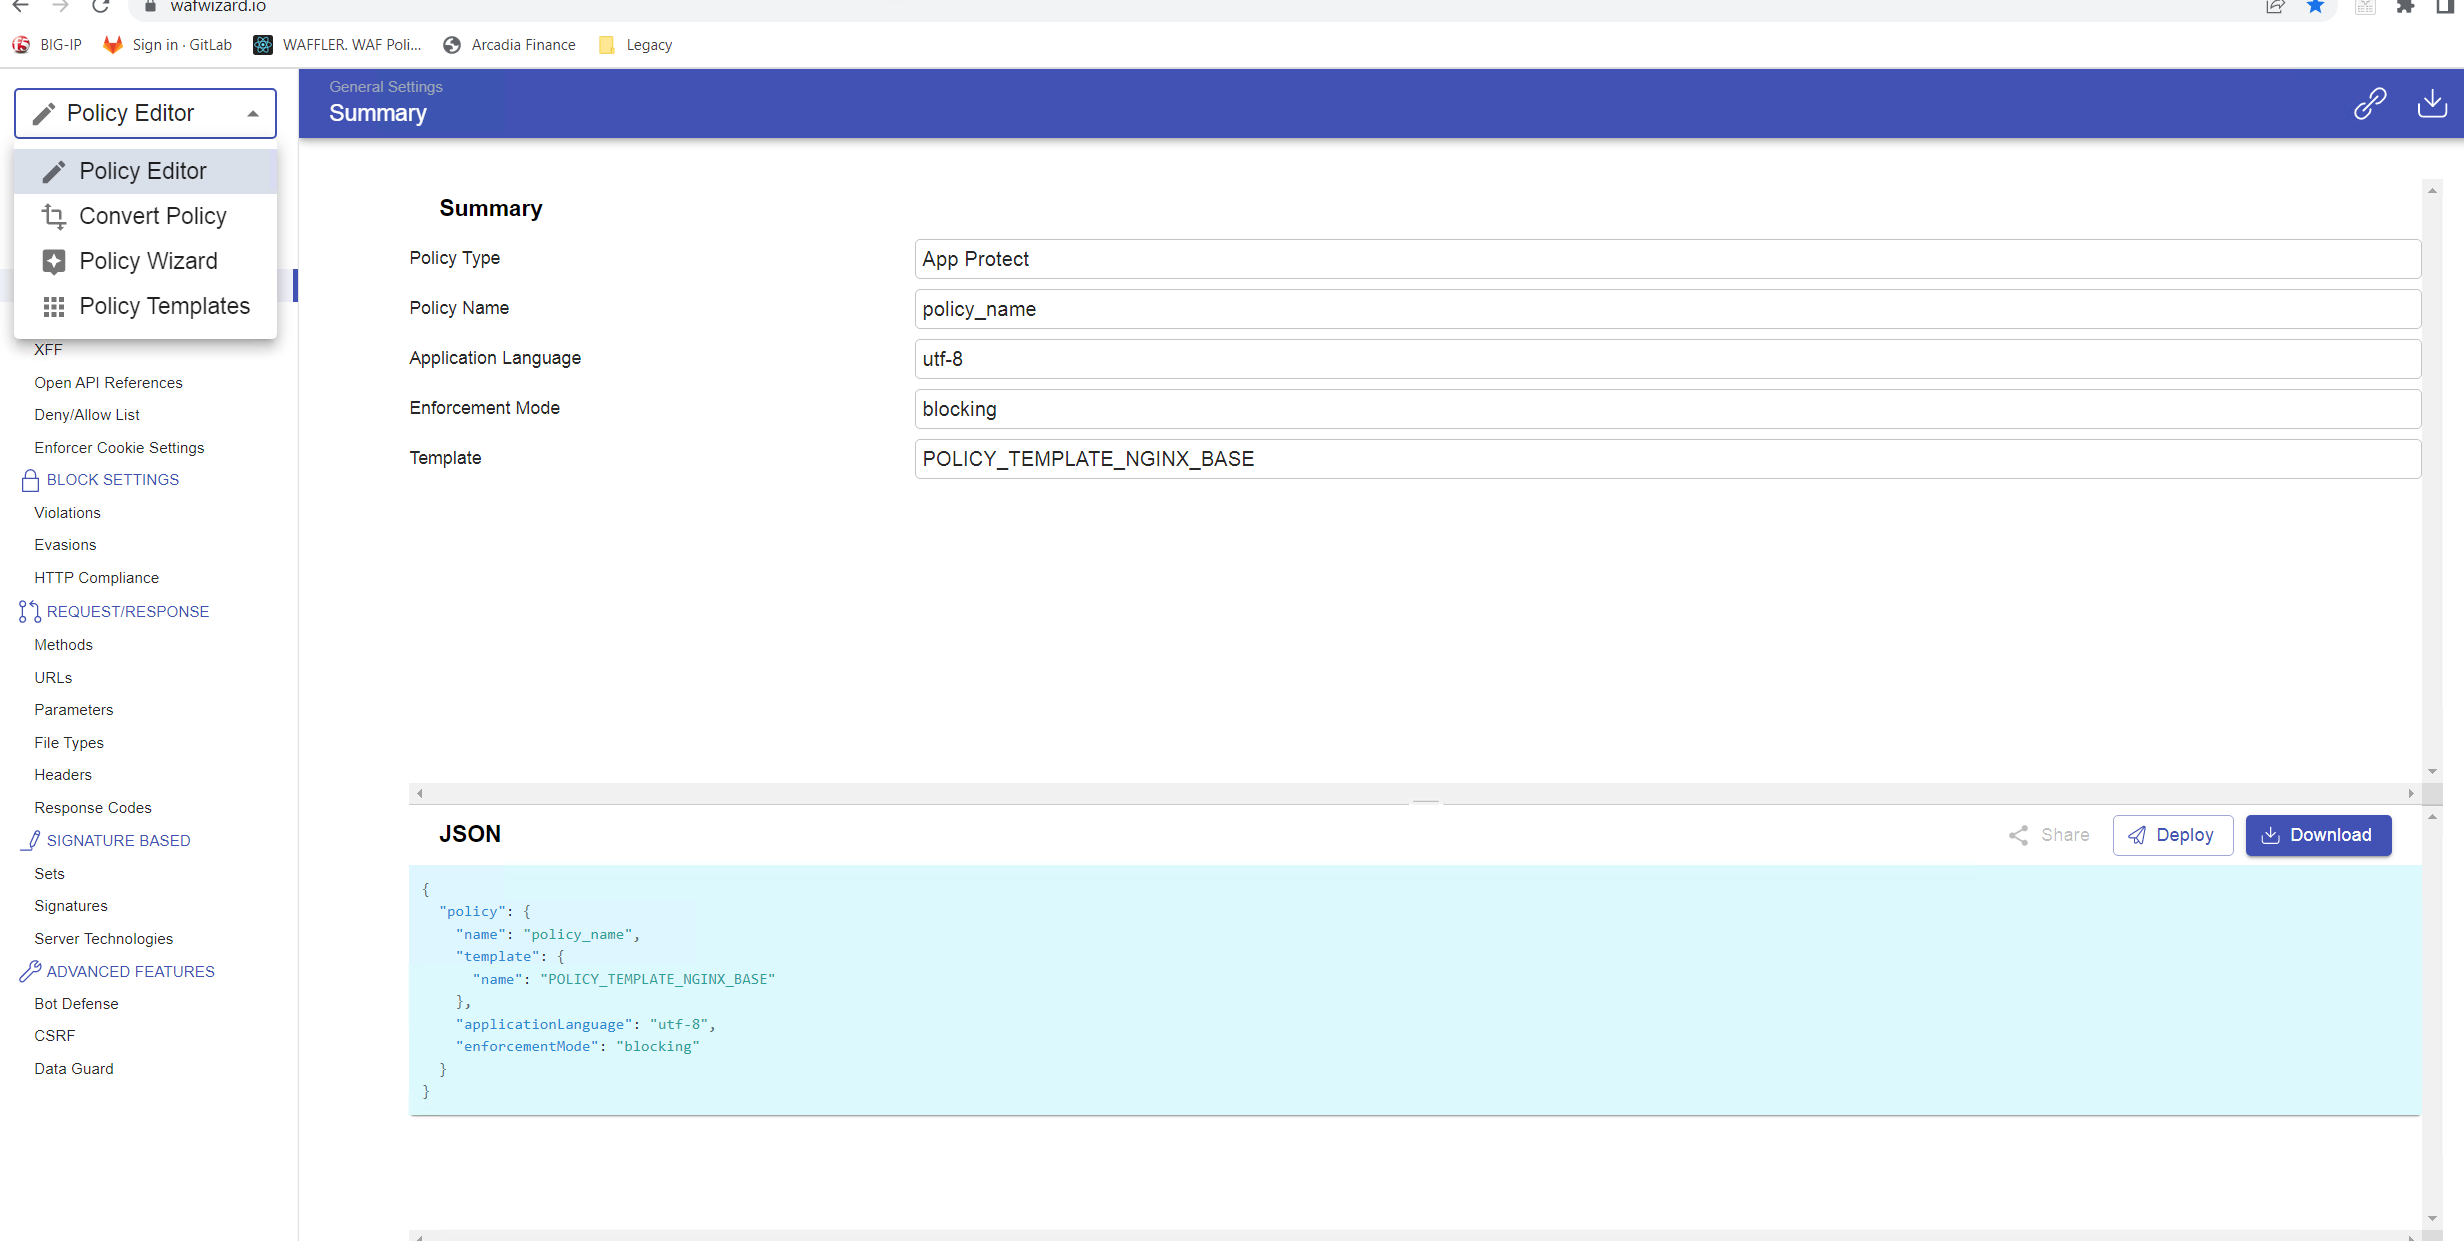 wafwizard.io
BIG-IP
Sign in · GitLab
WAFFLER. WAF Poli...
Arcadia Finance
Legacy
Policy Editor
Policy Editor
Convert Policy
Policy Wizard
Policy Templates
XFF
Open API References
Deny/Allow List
Enforcer Cookie Settings
BLOCK SETTINGS
Violations
Evasions
HTTP Compliance
REQUEST/RESPONSE
Methods
URLs
Parameters
File Types
Headers
Response Codes
SIGNATURE BASED
Sets
Signatures
Server Technologies
ADVANCED FEATURES
Bot Defense
CSRF
Data Guard
General Settings
Summary
Summary
Policy Type
App Protect
Policy Name
policy_name
Application Language
utf-8
Enforcement Mode
blocking
Template
POLICY_TEMPLATE_NGINX_BASE
JSON
Share
Deploy
Download
{
"policy": {
"name": "policy_name",
"template": {
"name": "POLICY_TEMPLATE_NGINX_BASE"
},
"applicationLanguage": "utf-8",
"enforcementMode": "blocking"
}
}